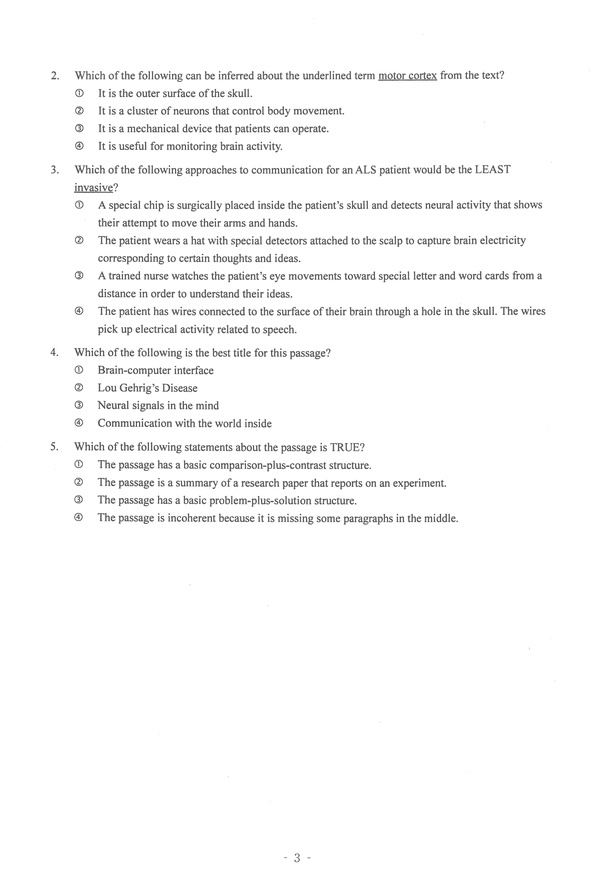 2. Which of the following can be inferred about the underlined term motor cortex from the text?
① It is the outer surface of the skull.
② It is a cluster of neurons that control body movement.
③ It is a mechanical device that patients can operate.
④ It is useful for monitoring brain activity.
3. Which of the following approaches to communication for an ALS patient would be the LEAST
invasive?
① A special chip is surgically placed inside the patient's skull and detects neural activity that shows
their attempt to move their arms and hands.
② The patient wears a hat with special detectors attached to the scalp to capture brain electricity
corresponding to certain thoughts and ideas.
③ A trained nurse watches the patient's eye movements toward special letter and word cards from a
distance in order to understand their ideas.
④ The patient has wires connected to the surface of their brain through a hole in the skull. The wires
pick up electrical activity related to speech.
4. Which of the following is the best title for this passage?
① Brain-computer interface
② Lou Gehrig's Disease
③ Neural signals in the mind
④ Communication with the world inside
5. Which of the following statements about the passage is TRUE?
① The passage has a basic comparison-plus-contrast structure.
② The passage is a summary of a research paper that reports on an experiment.
③ The passage has a basic problem-plus-solution structure.
④ The passage is incoherent because it is missing some paragraphs in the middle.
- 3 -